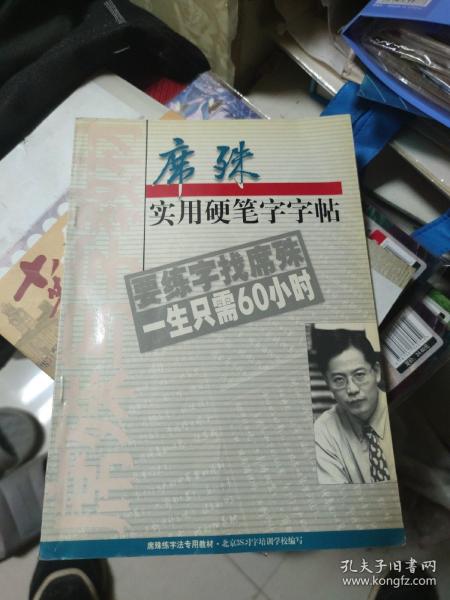 席殊
实用硬笔字字帖
要练字找席殊
一生只需60小时
席殊练字法专用教材·北京3S习字培训学校编写
孔夫子旧书网
www.kongfz.com